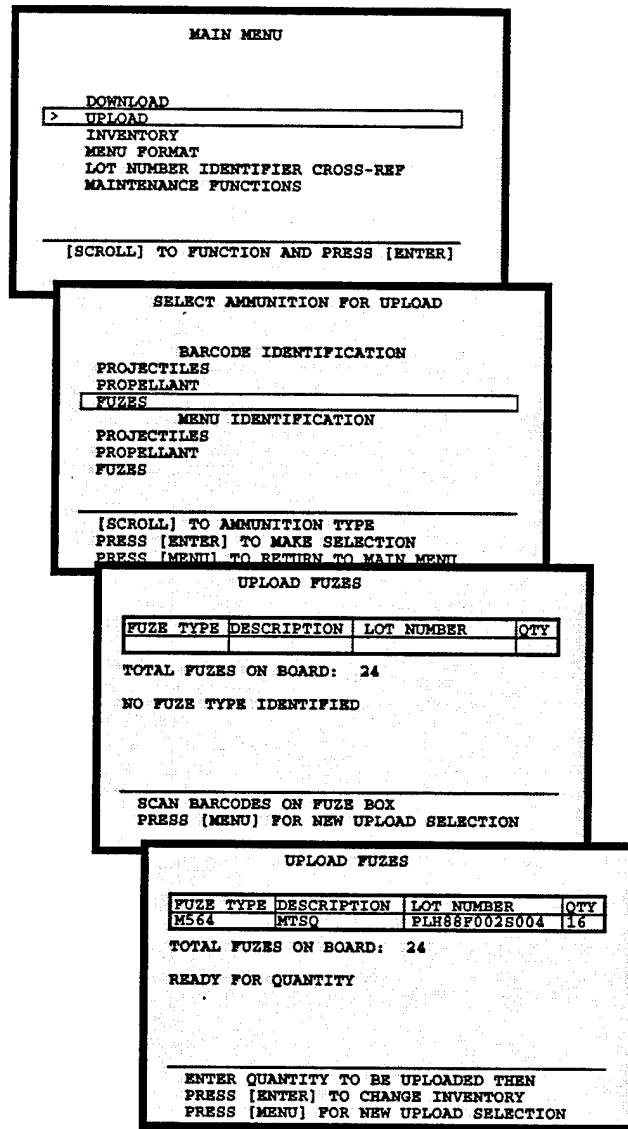 MAIN MENU
DOWNLOAD
> UPLOAD
INVENTORY
MENU FORMAT
LOT NUMBER IDENTIFIER CROSS-REF
MAINTENANCE FUNCTIONS
[SCROLL] TO FUNCTION AND PRESS [ENTER]
SELECT AMMUNITION FOR UPLOAD
BARCODE IDENTIFICATION
PROJECTILES
PROPELLANT
FUZES
MENU IDENTIFICATION
PROJECTILES
PROPELLANT
FUZES
[SCROLL] TO AMMUNITION TYPE
PRESS [ENTER] TO MAKE SELECTION
PRESS [MENU] TO RETURN TO MAIN MENU
UPLOAD FUZES
FUZE TYPE DESCRIPTION LOT NUMBER QTY
TOTAL FUZES ON BOARD: 24
NO FUZE TYPE IDENTIFIED
SCAN BARCODES ON FUZE BOX
PRESS [MENU] FOR NEW UPLOAD SELECTION
UPLOAD FUZES
FUZE TYPE DESCRIPTION LOT NUMBER QTY
M564 MTSQ PLH88F002S004 16
TOTAL FUZES ON BOARD: 24
READY FOR QUANTITY
ENTER QUANTITY TO BE UPLOADED THEN
PRESS [ENTER] TO CHANGE INVENTORY
PRESS [MENU] FOR NEW UPLOAD SELECTION